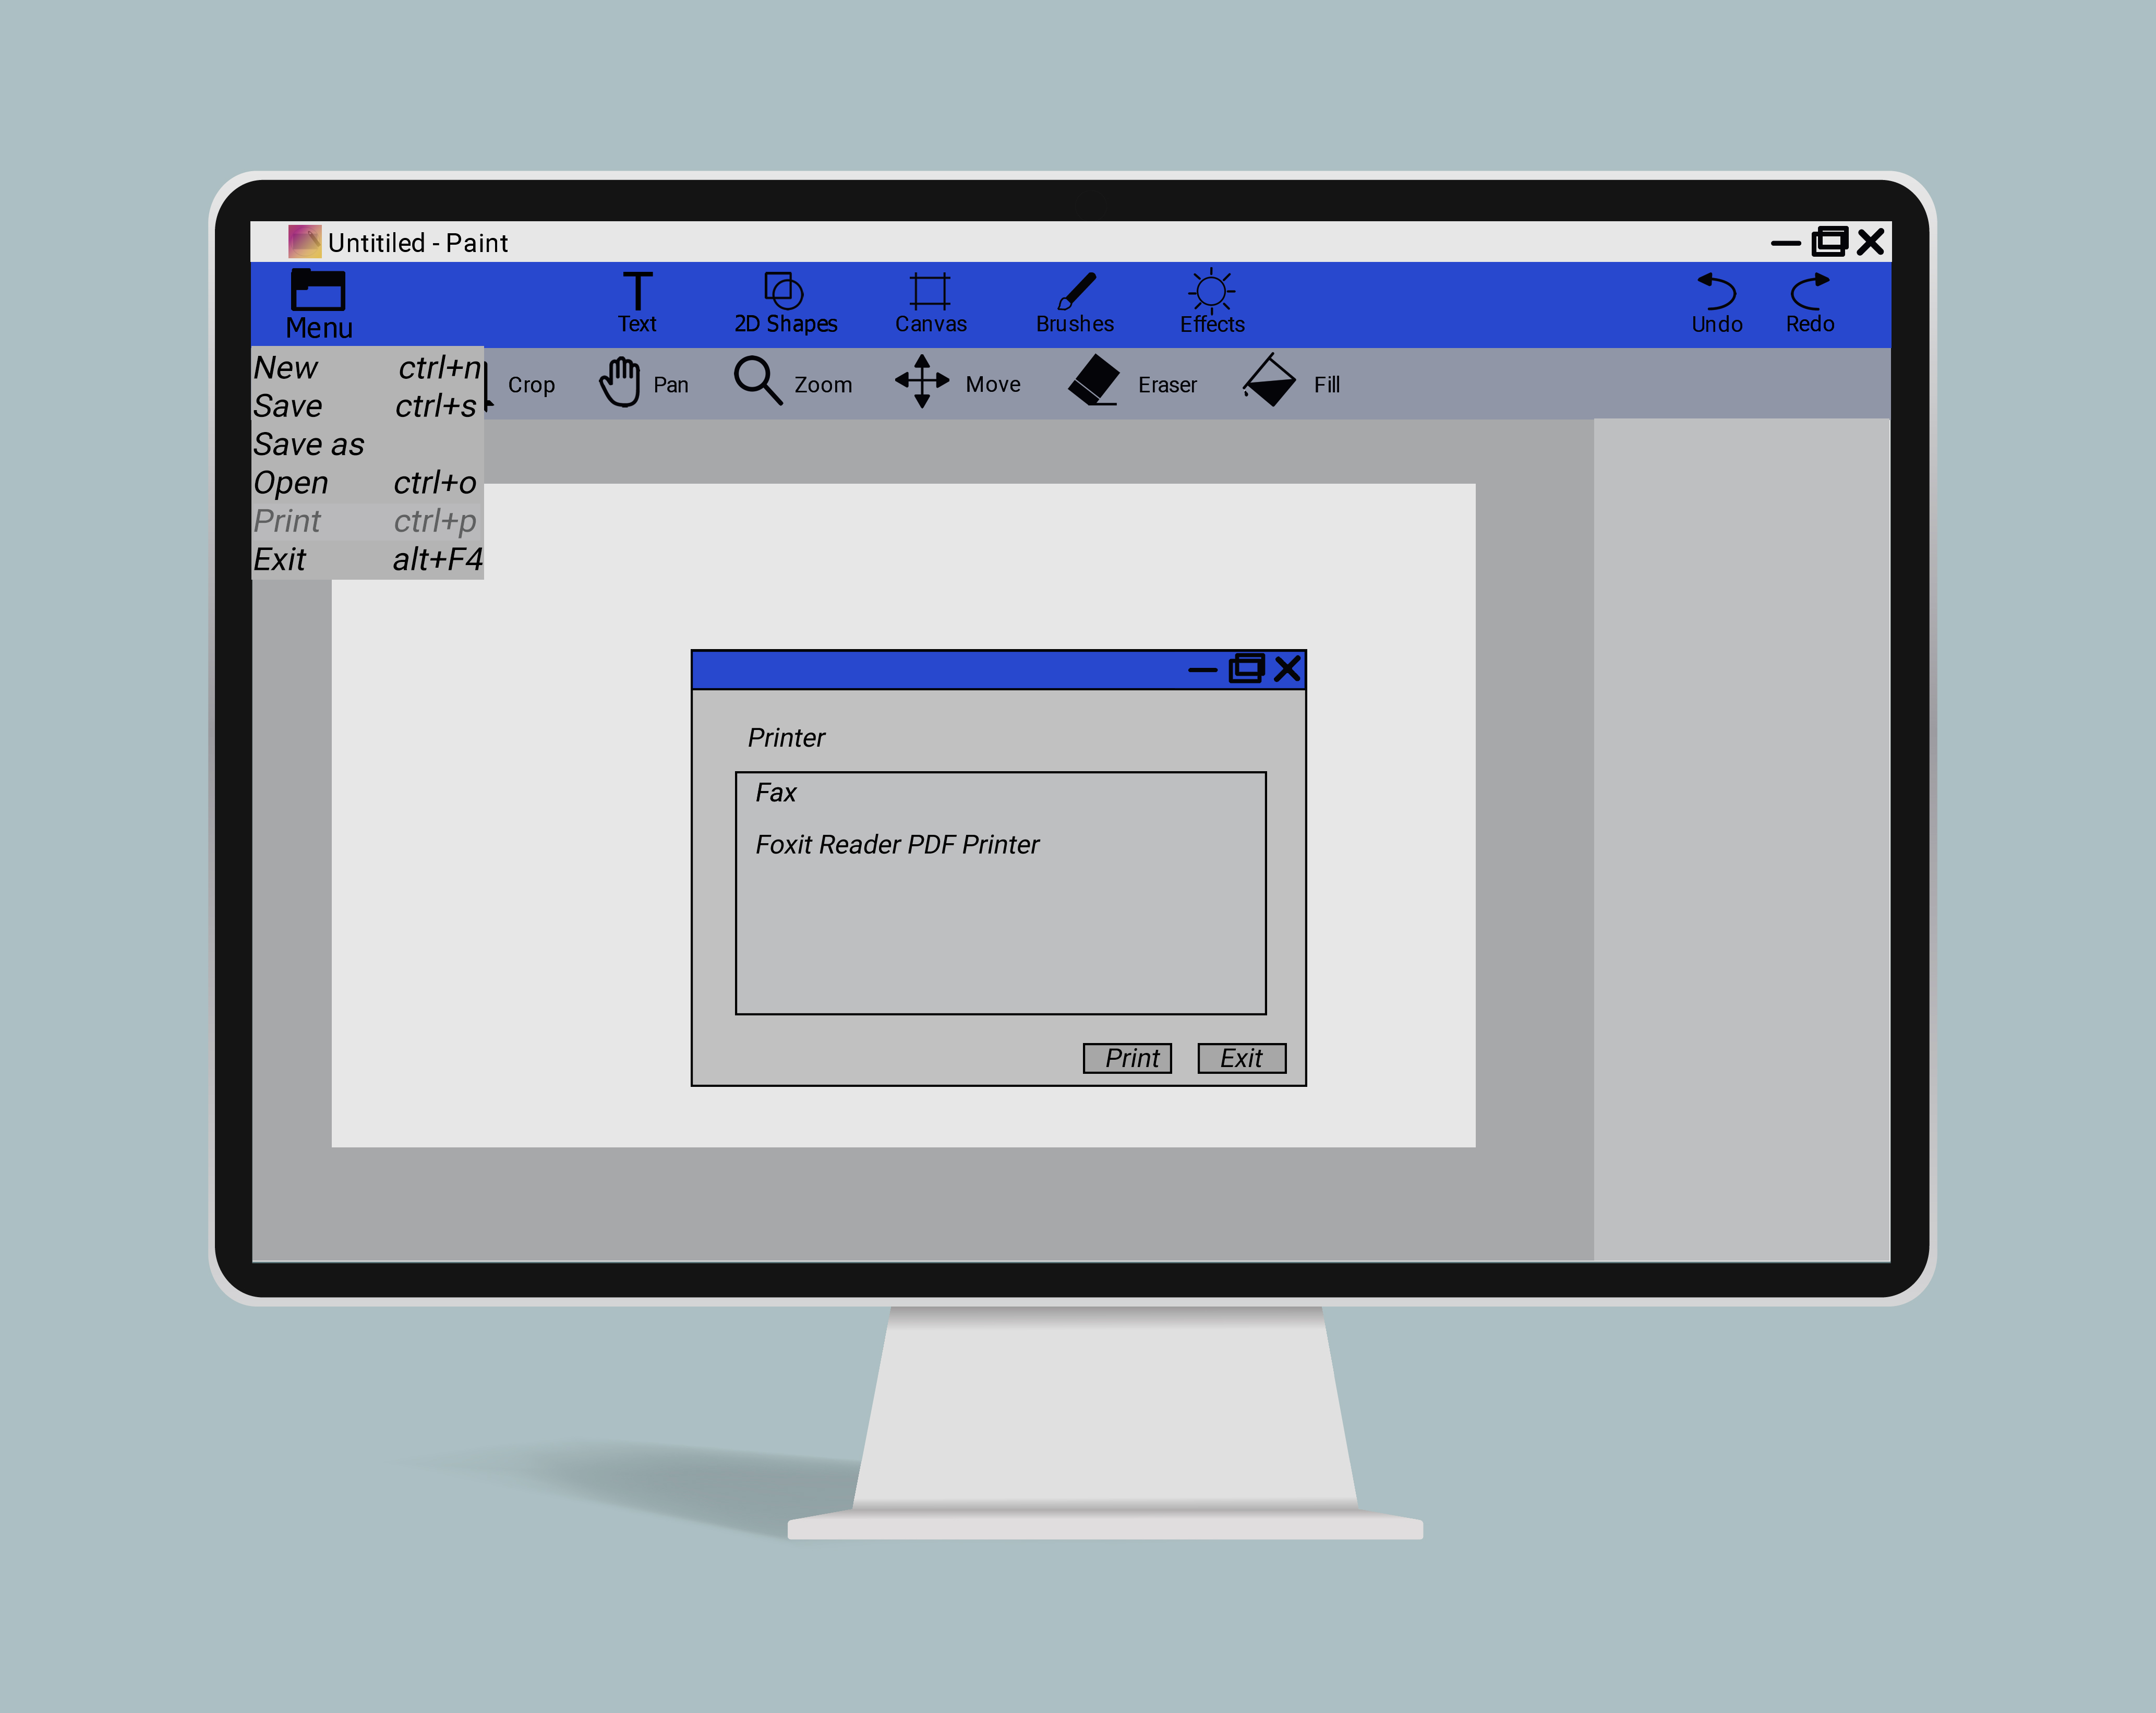 Untitiled - Paint
Menu
Text
2D Shapes
Canvas
Brushes
Effects
Undo
Redo
New ctrl+n
Save ctrl+s
Save as
Open ctrl+o
Print ctrl+p
Exit alt+F4
Crop
Pan
Zoom
Move
Eraser
Fill
Printer
Fax
Foxit Reader PDF Printer
Print
Exit